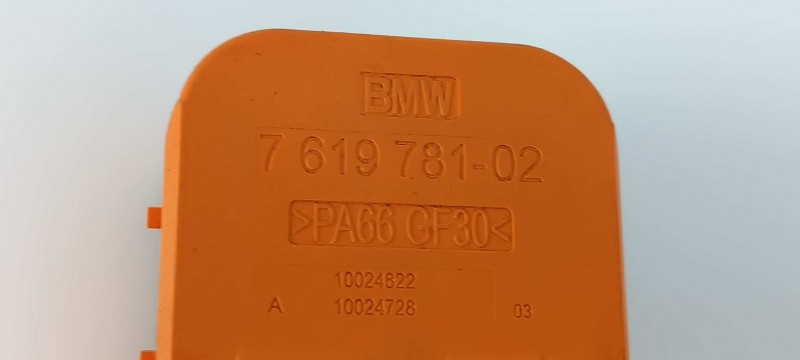 BMW
7 619 781-02
>PA66 GF30<
10024822
A 10024728 03